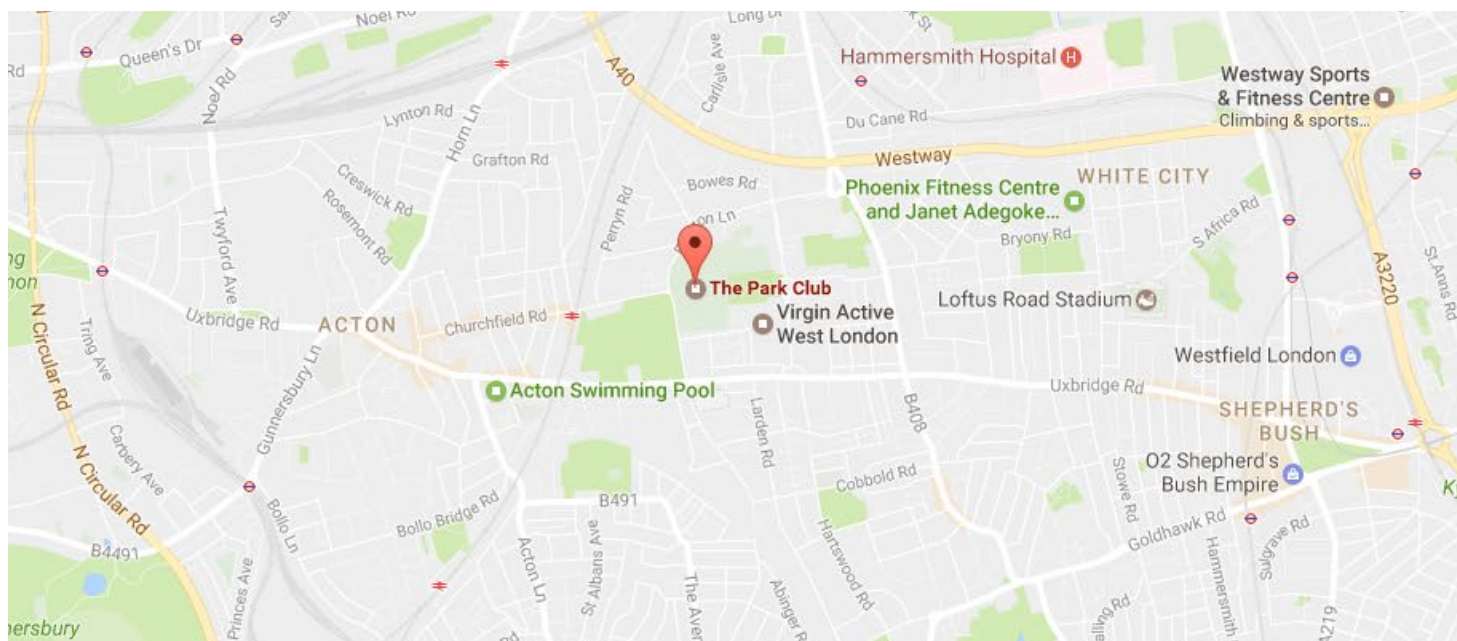 Noel Rd
Long Dr
Queen's Dr
Rd
Noel Rd
A40
Carlisle Ave
Hammersmith Hospital
H
Westway Sports
& Fitness Centre
Climbing & sports...
Lynton Rd
Horn Ln
Du Cane Rd
Grafton Rd
Westway
Creswick Rd
Rosemont Rd
Perryn Rd
Bowes Rd
WHITE CITY
Phoenix Fitness Centre
and Janet Adegoke...
Twyford Ave
Bryony Rd
S Africa Rd
A3220
St.Anns Rd
The Park Club
Loftus Road Stadium
N Circular Rd
Uxbridge Rd
ACTON
Churchfield Rd
Virgin Active
West London
Tring Ave
Westfield London
Gunnersbury Ln
Acton Swimming Pool
Uxbridge Rd
B408
Larden Rd
SHEPHERD'S
BUSH
N Circular Rd
Carbery Ave
O2 Shepherd's
Bush Empire
Cobbold Rd
Stowe Rd
B491
Bollo Ln
Bollo Bridge Rd
Goldhawk Rd
B4491
Acton Ln
St Albans Ave
Hartswood Rd
Hammersmith
Princes Ave
The Aven
Abinger Rd
A219
nersbury